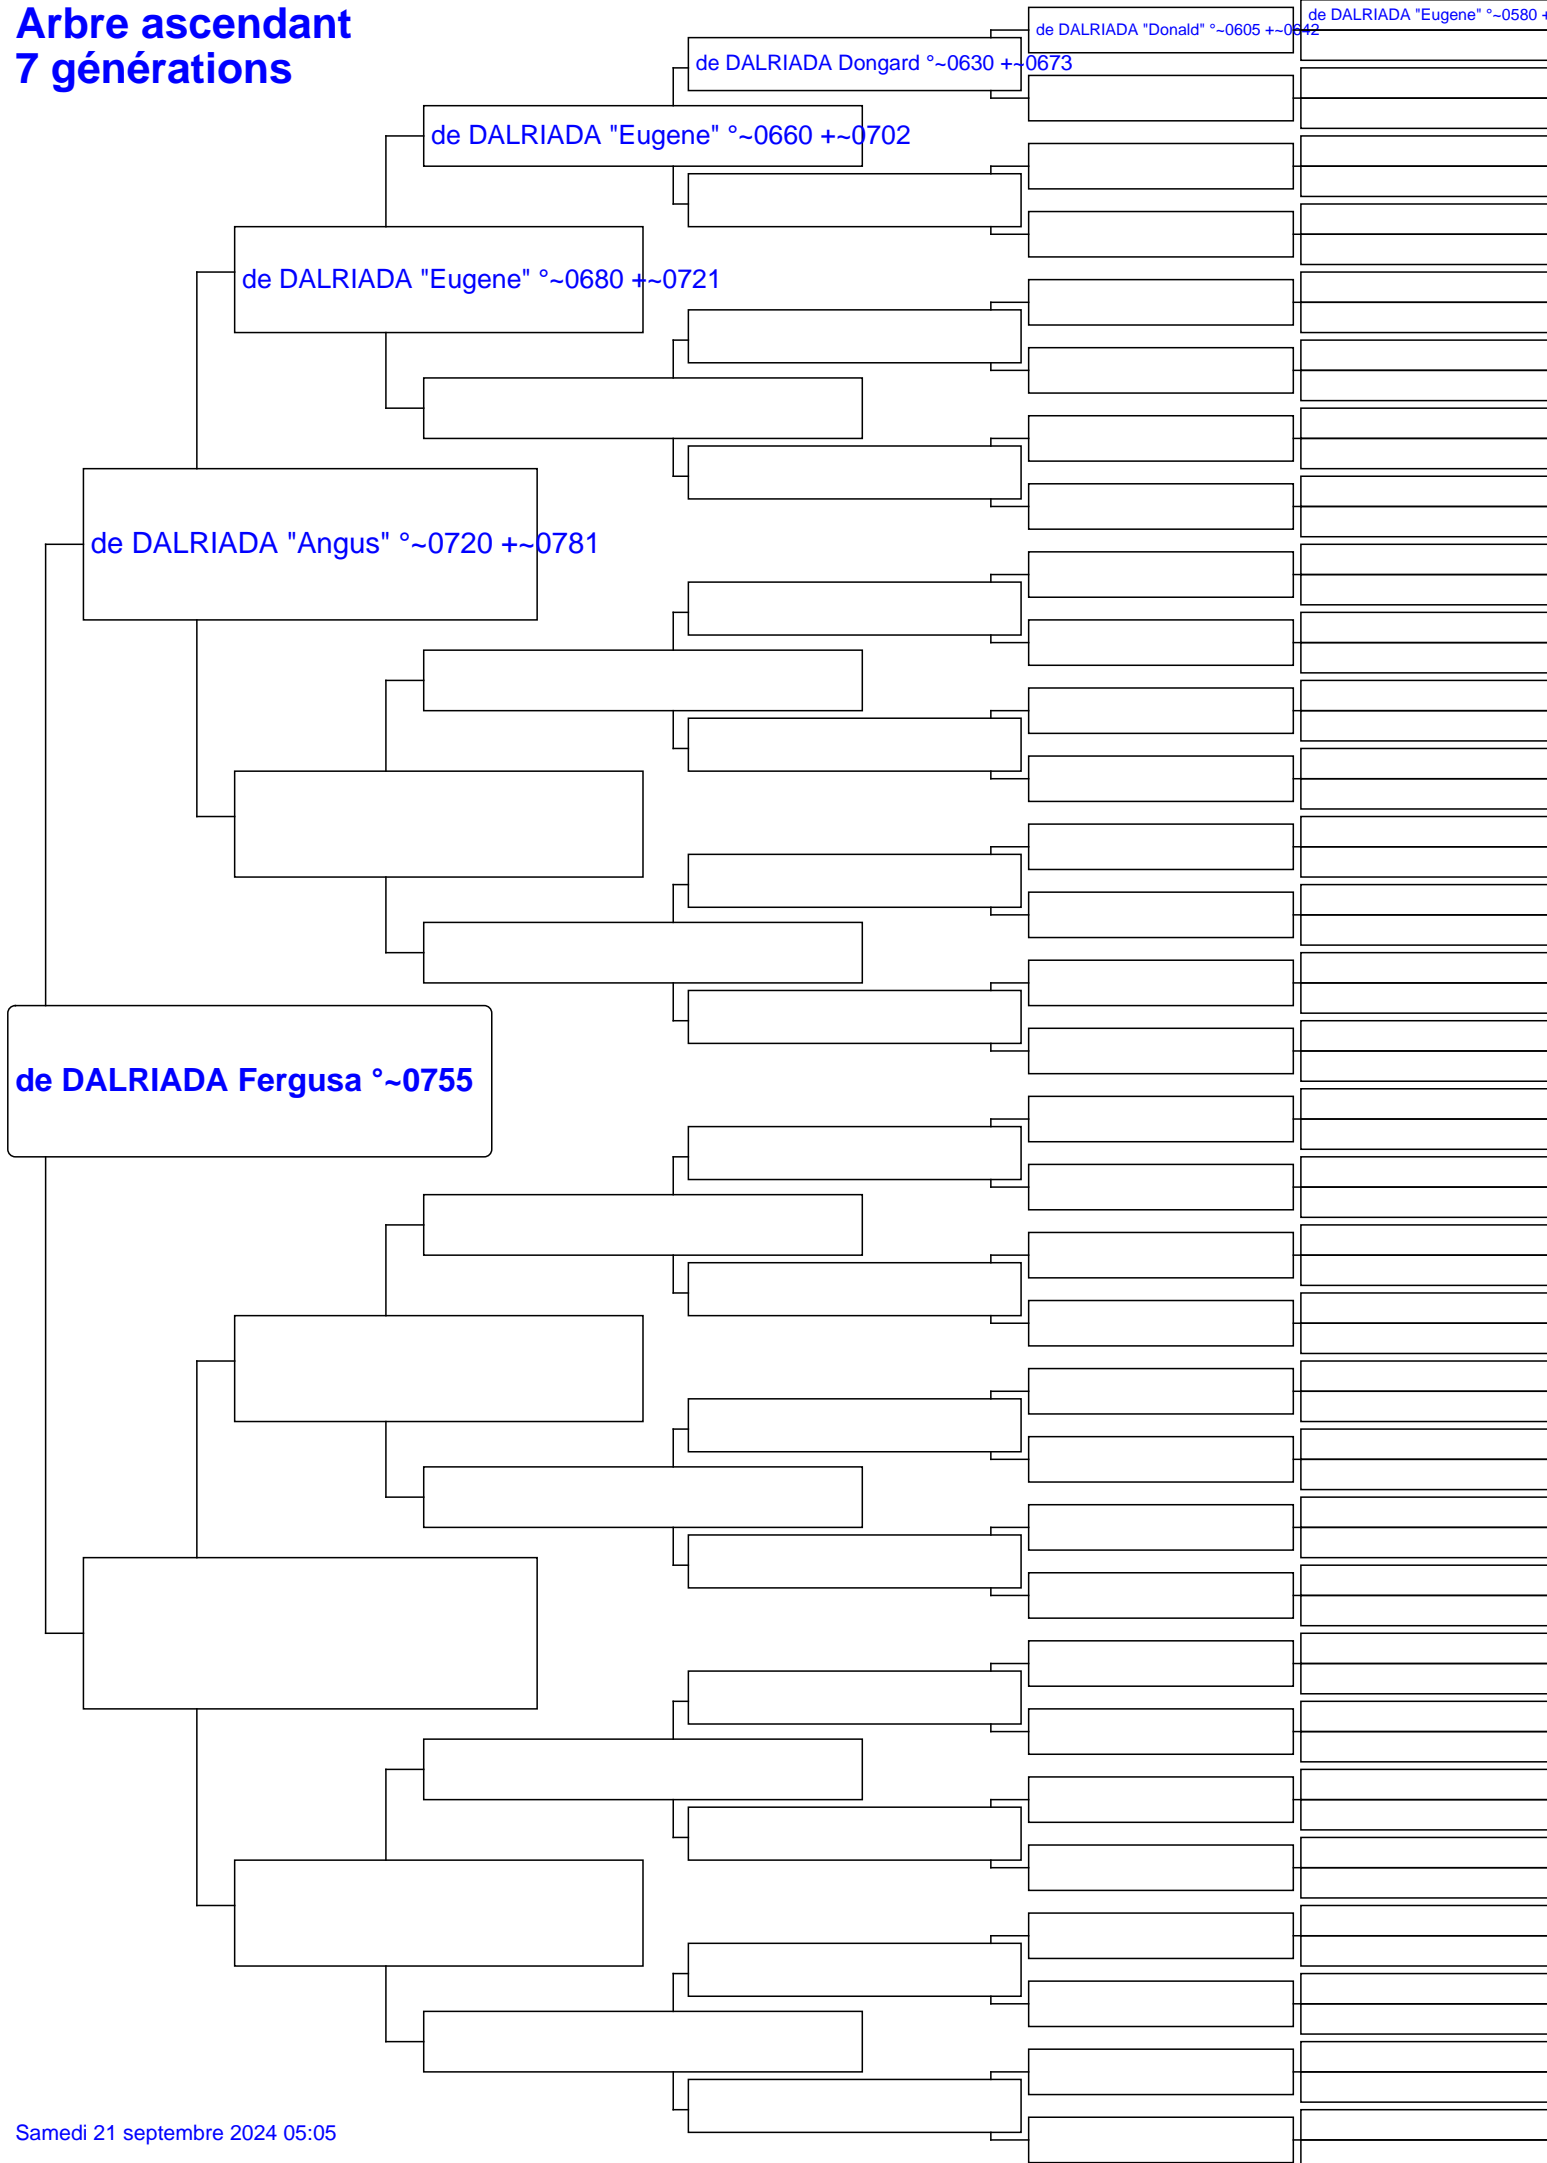 Arbre ascendant
7 générations
de DALRIADA "Eugene" °~0580 +
de DALRIADA "Donald" °~0605 +~0642
de DALRIADA Dongard °~0630 +~0673
de DALRIADA "Eugene" °~0660 +~0702
de DALRIADA "Eugene" °~0680 +~0721
de DALRIADA "Angus" °~0720 +~0781
de DALRIADA Fergusa °~0755
Samedi 21 septembre 2024 05:05